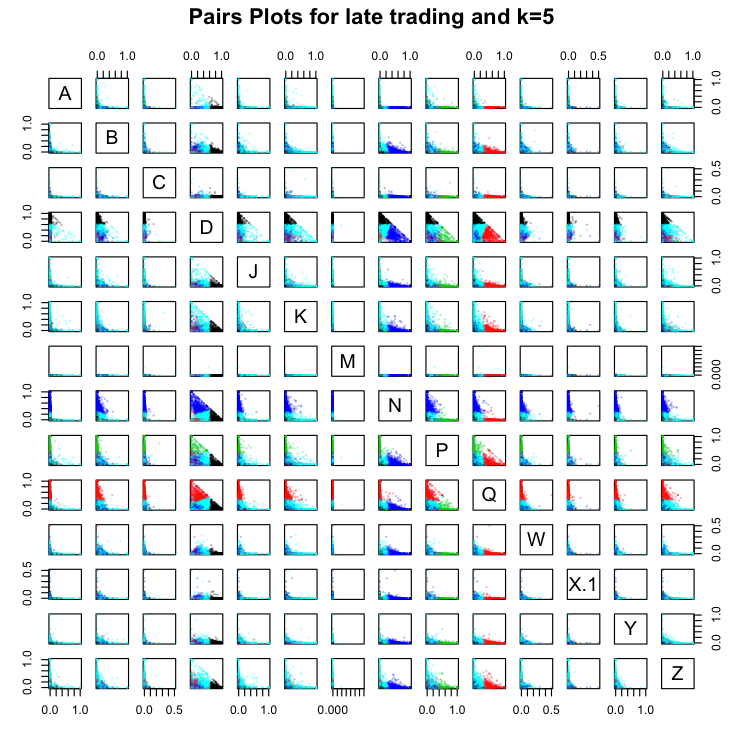 Pairs Plots for late trading and k=5
0.0 1.0 0.0 1.0 0.0 1.0 0.0 1.0 0.0 1.0 0.0 0.5 0.0 1.0
A 0.0 1.0
0.0 1.0 B
C 0.0 0.5
0.0 1.0 D
J 0.0 1.0
0.0 1.0 K
M 0.000
0.0 1.0 N
P 0.0 1.0
0.0 1.0 Q
W 0.0 0.5
0.0 0.5 X.1
Y 0.0 1.0
0.0 1.0 Z
0.0 1.0 0.0 0.5 0.0 1.0 0.000 0.0 1.0 0.0 0.5 0.0 1.0